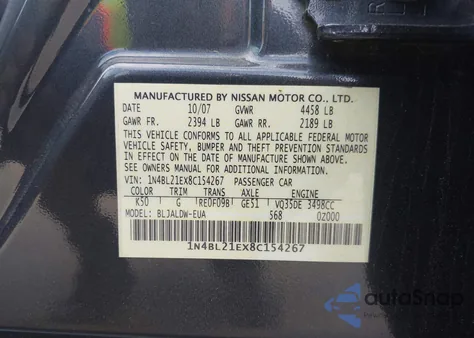 MANUFACTURED BY NISSAN MOTOR CO., LTD.
DATE 10/07 GVWR 4458 LB
GAWR FR. 2394 LB GAWR RR. 2189 LB
THIS VEHICLE CONFORMS TO ALL APPLICABLE FEDERAL MOTOR
VEHICLE SAFETY, BUMPER AND THEFT PREVENTION STANDARDS
IN EFFECT ON THE DATE OF MANUFACTURE SHOWN ABOVE.
SEE OWNERS MANUAL FOR ADDITIONAL INFORMATION
VIN: 1N4BL21EX8C154267 PASSENGER CAR
COLOR TRIM TRANS AXLE ENGINE
K50 G RE0F09B GE51 VQ35DE 3498CC
MODEL: BLJALDW-EUA 568 0Z000
1N4BL21EX8C154267
autoSnap